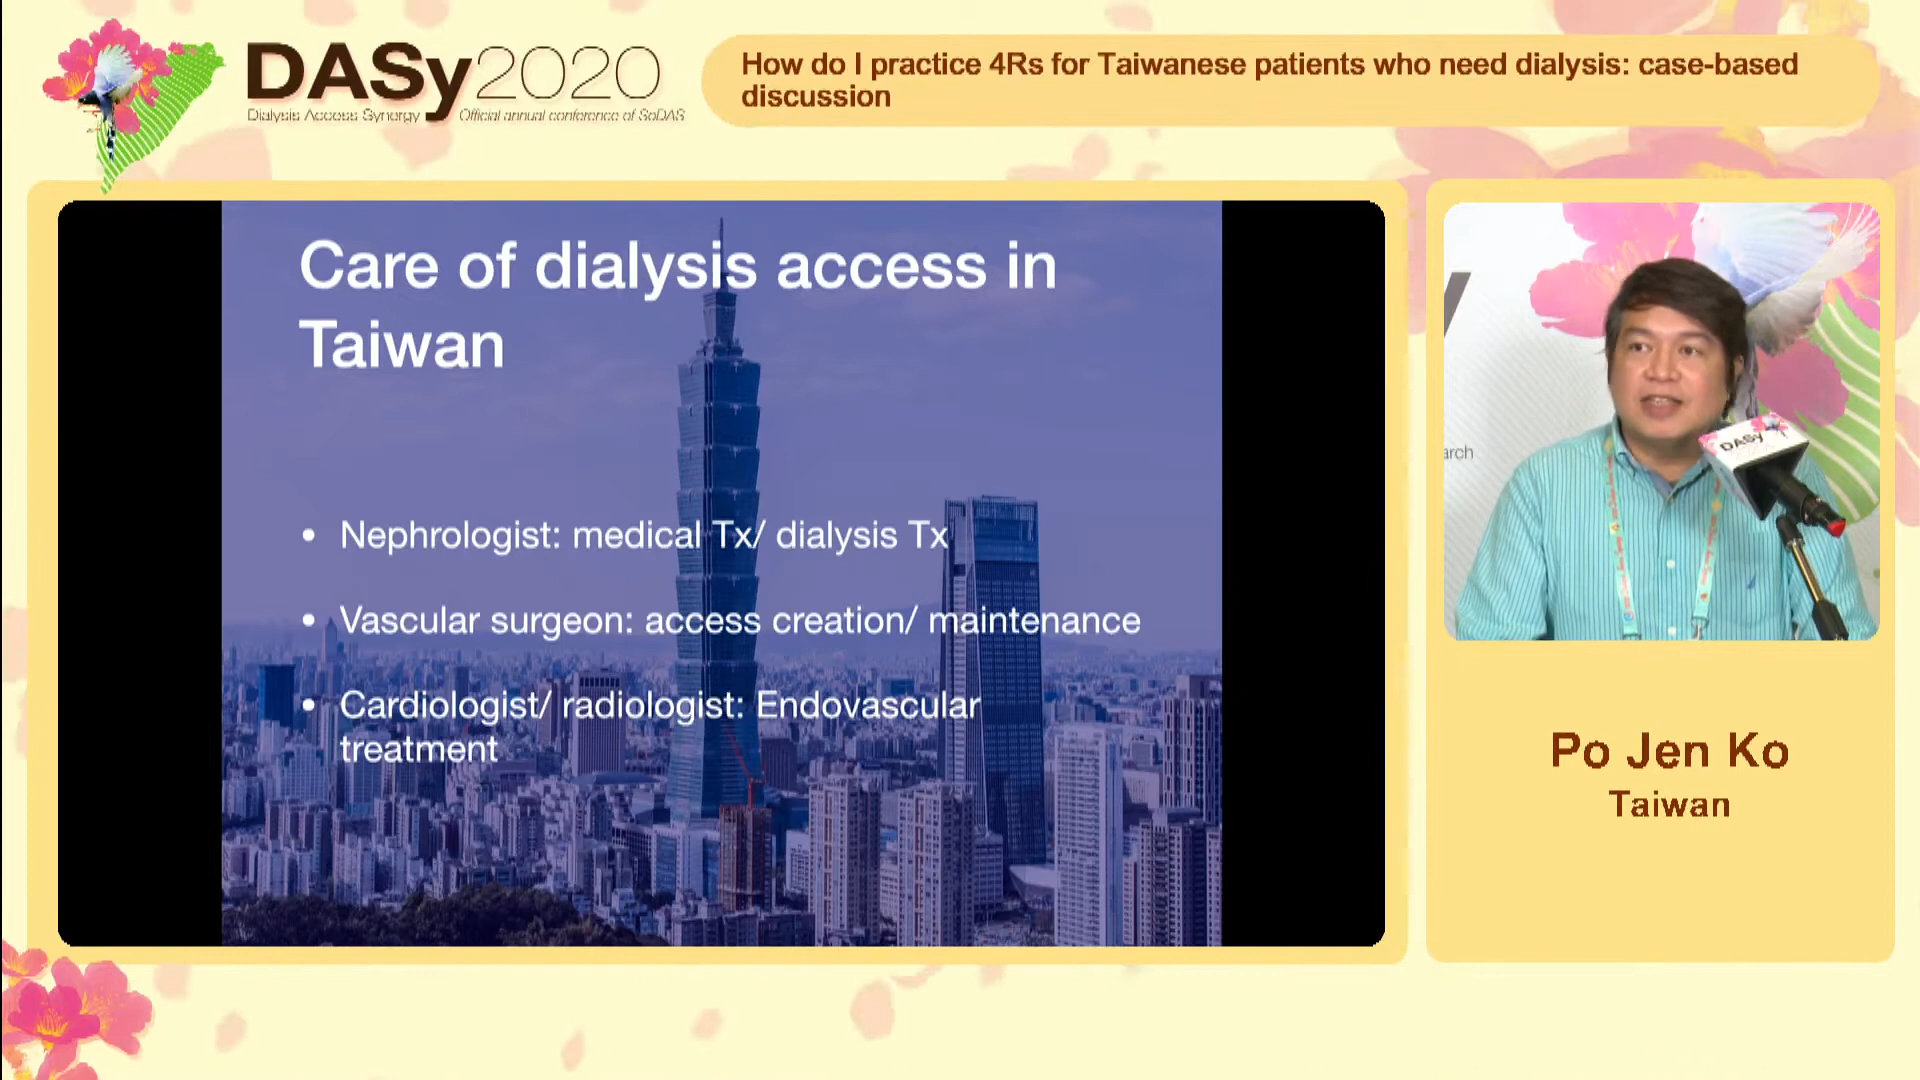 DASy2020
Dialysis Access Synergy Official annual conference of SoDAS
How do I practice 4Rs for Taiwanese patients who need dialysis: case-based
discussion
Care of dialysis access in
Taiwan
• Nephrologist: medical Tx/ dialysis Tx
• Vascular surgeon: access creation/ maintenance
• Cardiologist/ radiologist: Endovascular
treatment
arch
DASy
Po Jen Ko
Taiwan